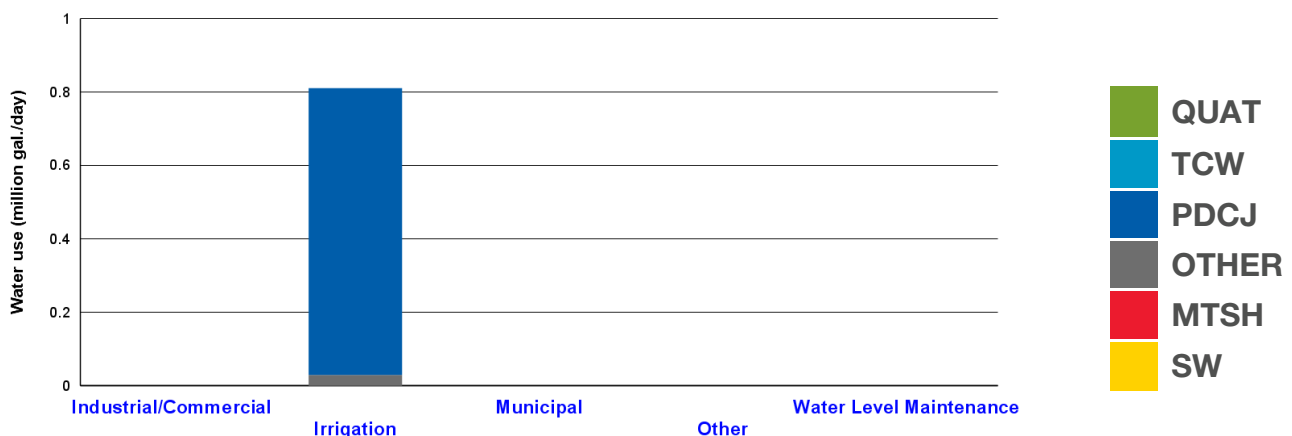 Water use (million gal./day)
1
0.8
0.6
0.4
0.2
0
Industrial/Commercial
Irrigation
Municipal
Other
Water Level Maintenance
QUAT
TCW
PDCJ
OTHER
MTSH
SW